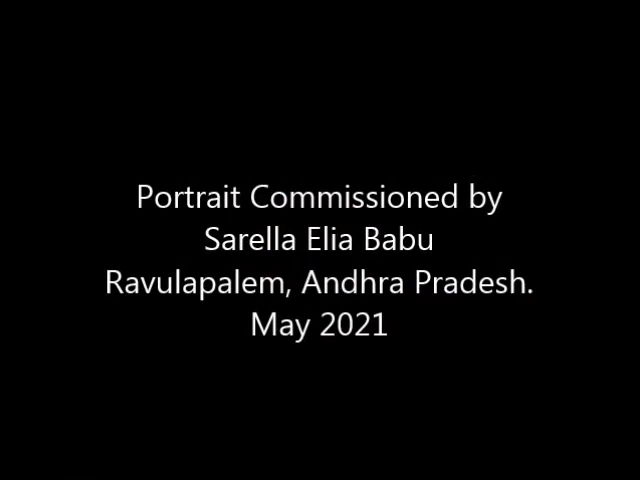 Portrait Commissioned by
Sarella Elia Babu
Ravulapalem, Andhra Pradesh.
May 2021